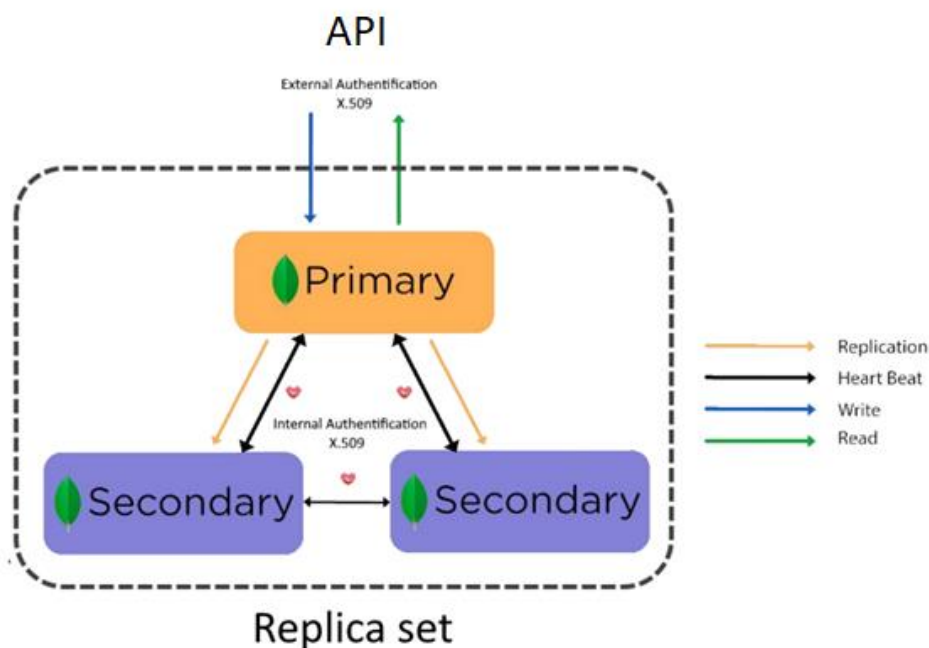 API
External Authentification
X.509
Primary
Internal Authentification
X.509
Secondary
Secondary
Replica set
Replication
Heart Beat
Write
Read